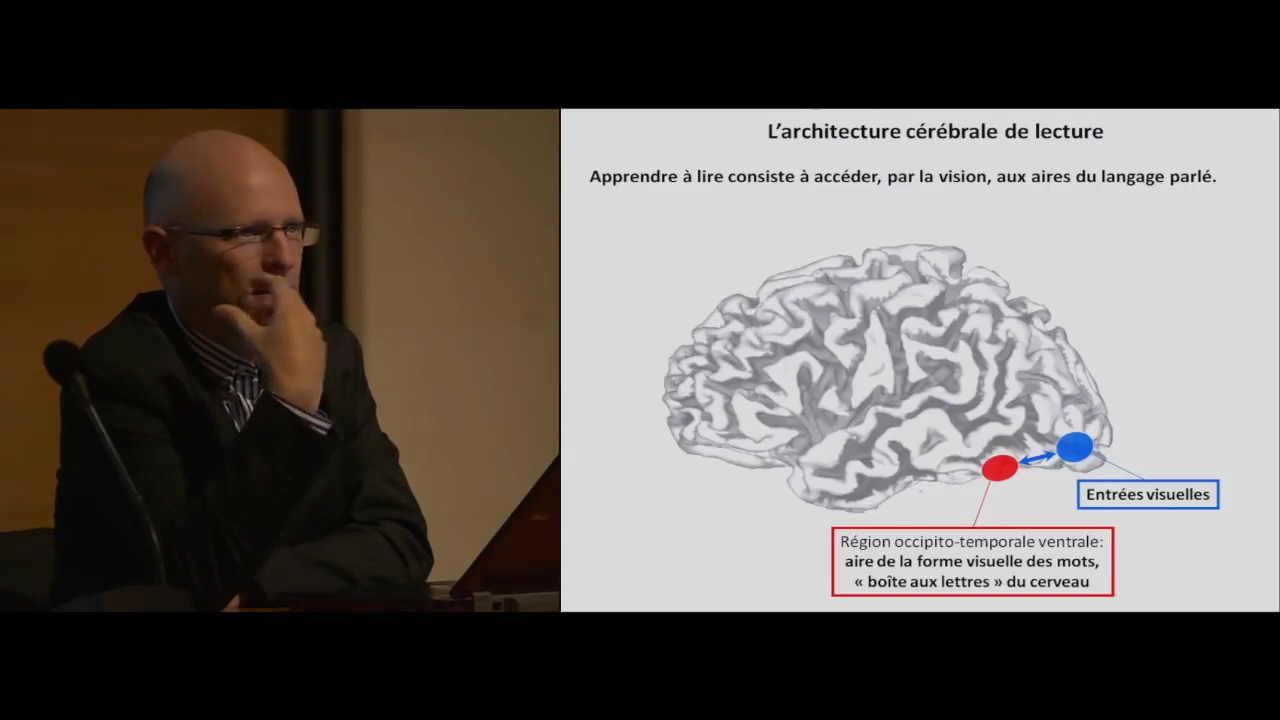 L’architecture cérébrale de lecture
Apprendre à lire consiste à accéder, par la vision, aux aires du langage parlé.
Entrées visuelles
Région occipito-temporale ventrale:
aire de la forme visuelle des mots,
« boîte aux lettres » du cerveau